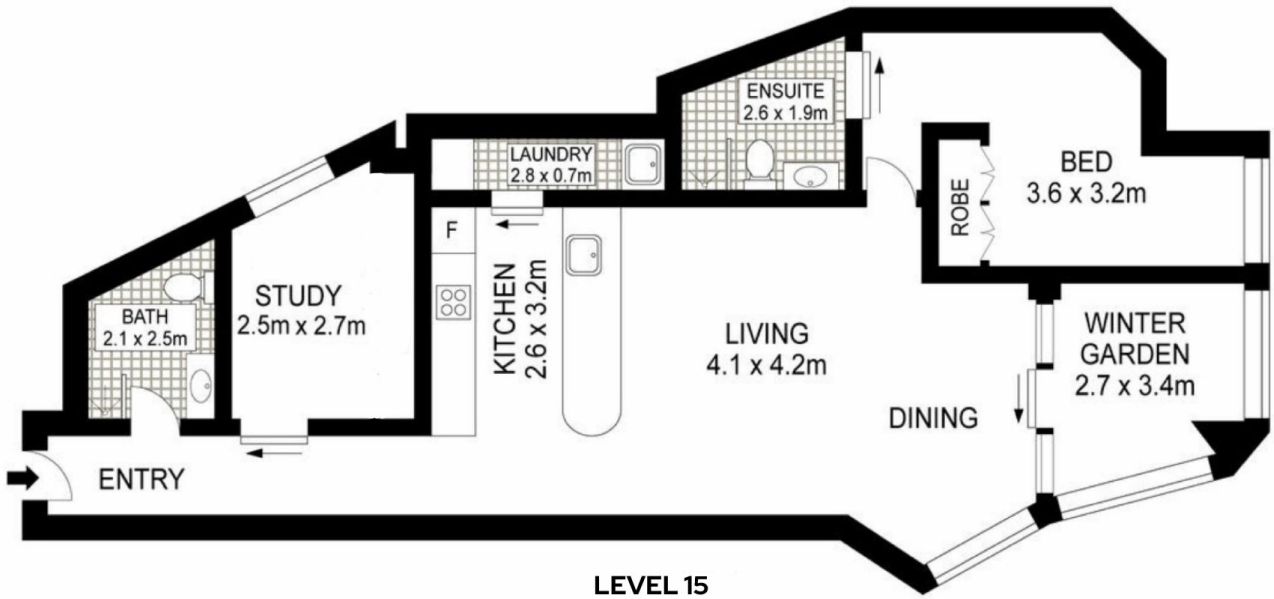 ENSUITE
2.6 x 1.9m
LAUNDRY
2.8 x 0.7m
BED
3.6 x 3.2m
ROBE
F
KITCHEN
2.6 x 3.2m
STUDY
2.5m x 2.7m
BATH
2.1 x 2.5m
LIVING
4.1 x 4.2m
WINTER
GARDEN
2.7 x 3.4m
DINING
ENTRY
LEVEL 15